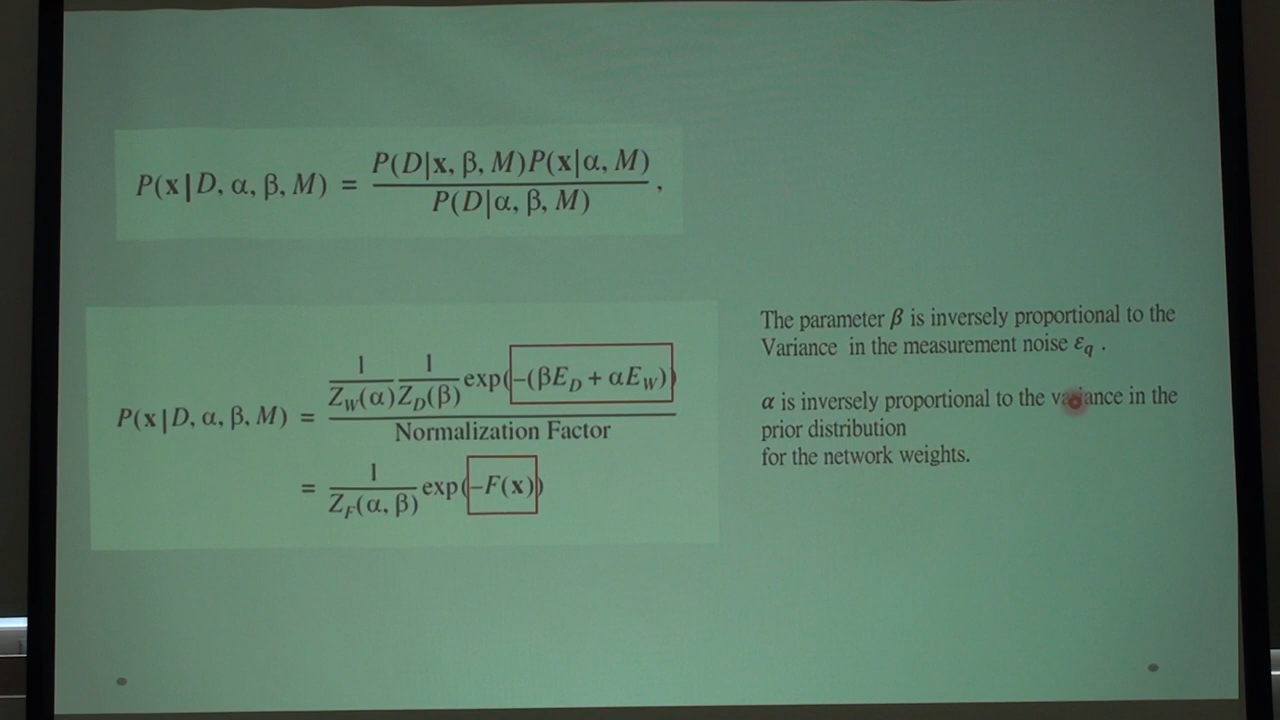 P(x|D, α, β, M) = P(D|x, β, M)P(x|α, M) / P(D|α, β, M) ,
P(x|D, α, β, M) = 1/Z_W(α) 1/Z_D(β) exp(-(βE_D + αE_W)) / Normalization Factor
= 1/Z_F(α, β) exp(-F(x))
The parameter β is inversely proportional to the
Variance in the measurement noise ε_q .
α is inversely proportional to the variance in the
prior distribution
for the network weights.